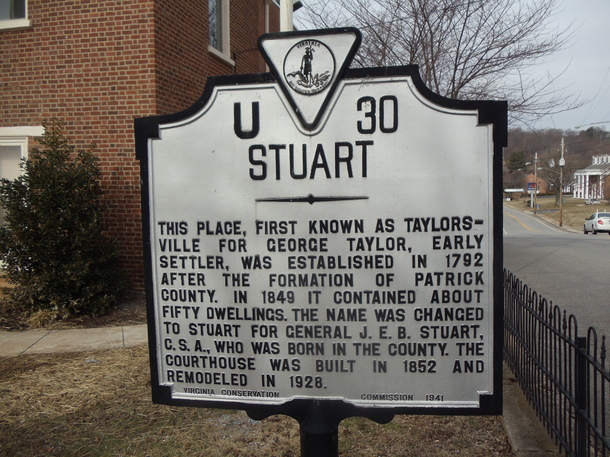 VIRGINIA
U 30
STUART
THIS PLACE, FIRST KNOWN AS TAYLORS-
VILLE FOR GEORGE TAYLOR, EARLY
SETTLER, WAS ESTABLISHED IN 1792
AFTER THE FORMATION OF PATRICK
COUNTY. IN 1849 IT CONTAINED ABOUT
FIFTY DWELLINGS. THE NAME WAS CHANGED
TO STUART FOR GENERAL J. E. B. STUART,
C. S. A., WHO WAS BORN IN THE COUNTY. THE
COURTHOUSE WAS BUILT IN 1852 AND
REMODELED IN 1928.
VIRGINIA CONSERVATION COMMISSION 1941